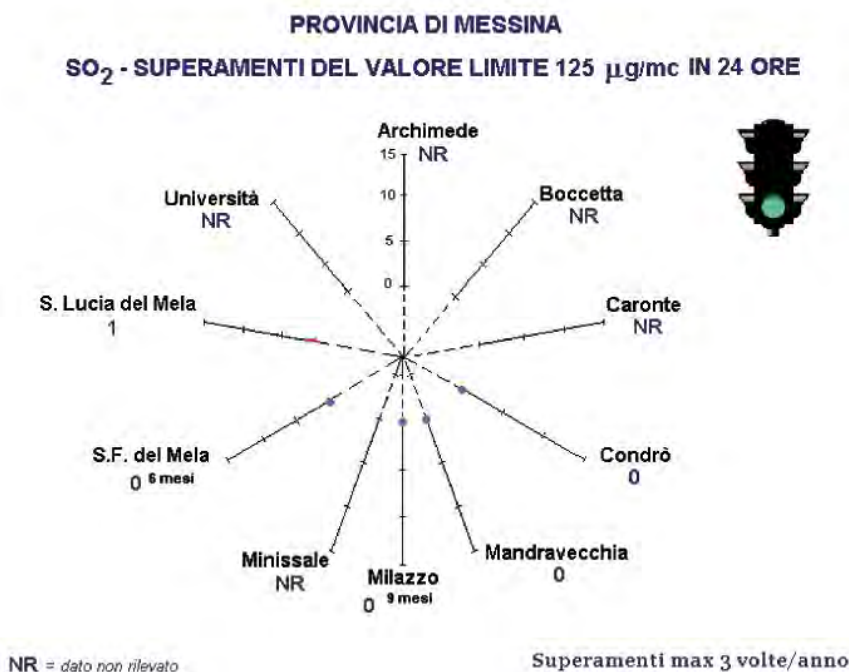 PROVINCIA DI MESSINA
SO2 - SUPERAMENTI DEL VALORE LIMITE 125 µg/mc IN 24 ORE
Archimede
NR
15
10
5
0
Università
NR
Boccetta
NR
S. Lucia del Mela
1
Caronte
NR
S.F. del Mela
0 6 mesi
Condrò
0
Minissale
NR
Milazzo
0 9 mesi
Mandravecchia
0
NR = dato non rilevato
Superamenti max 3 volte/anno